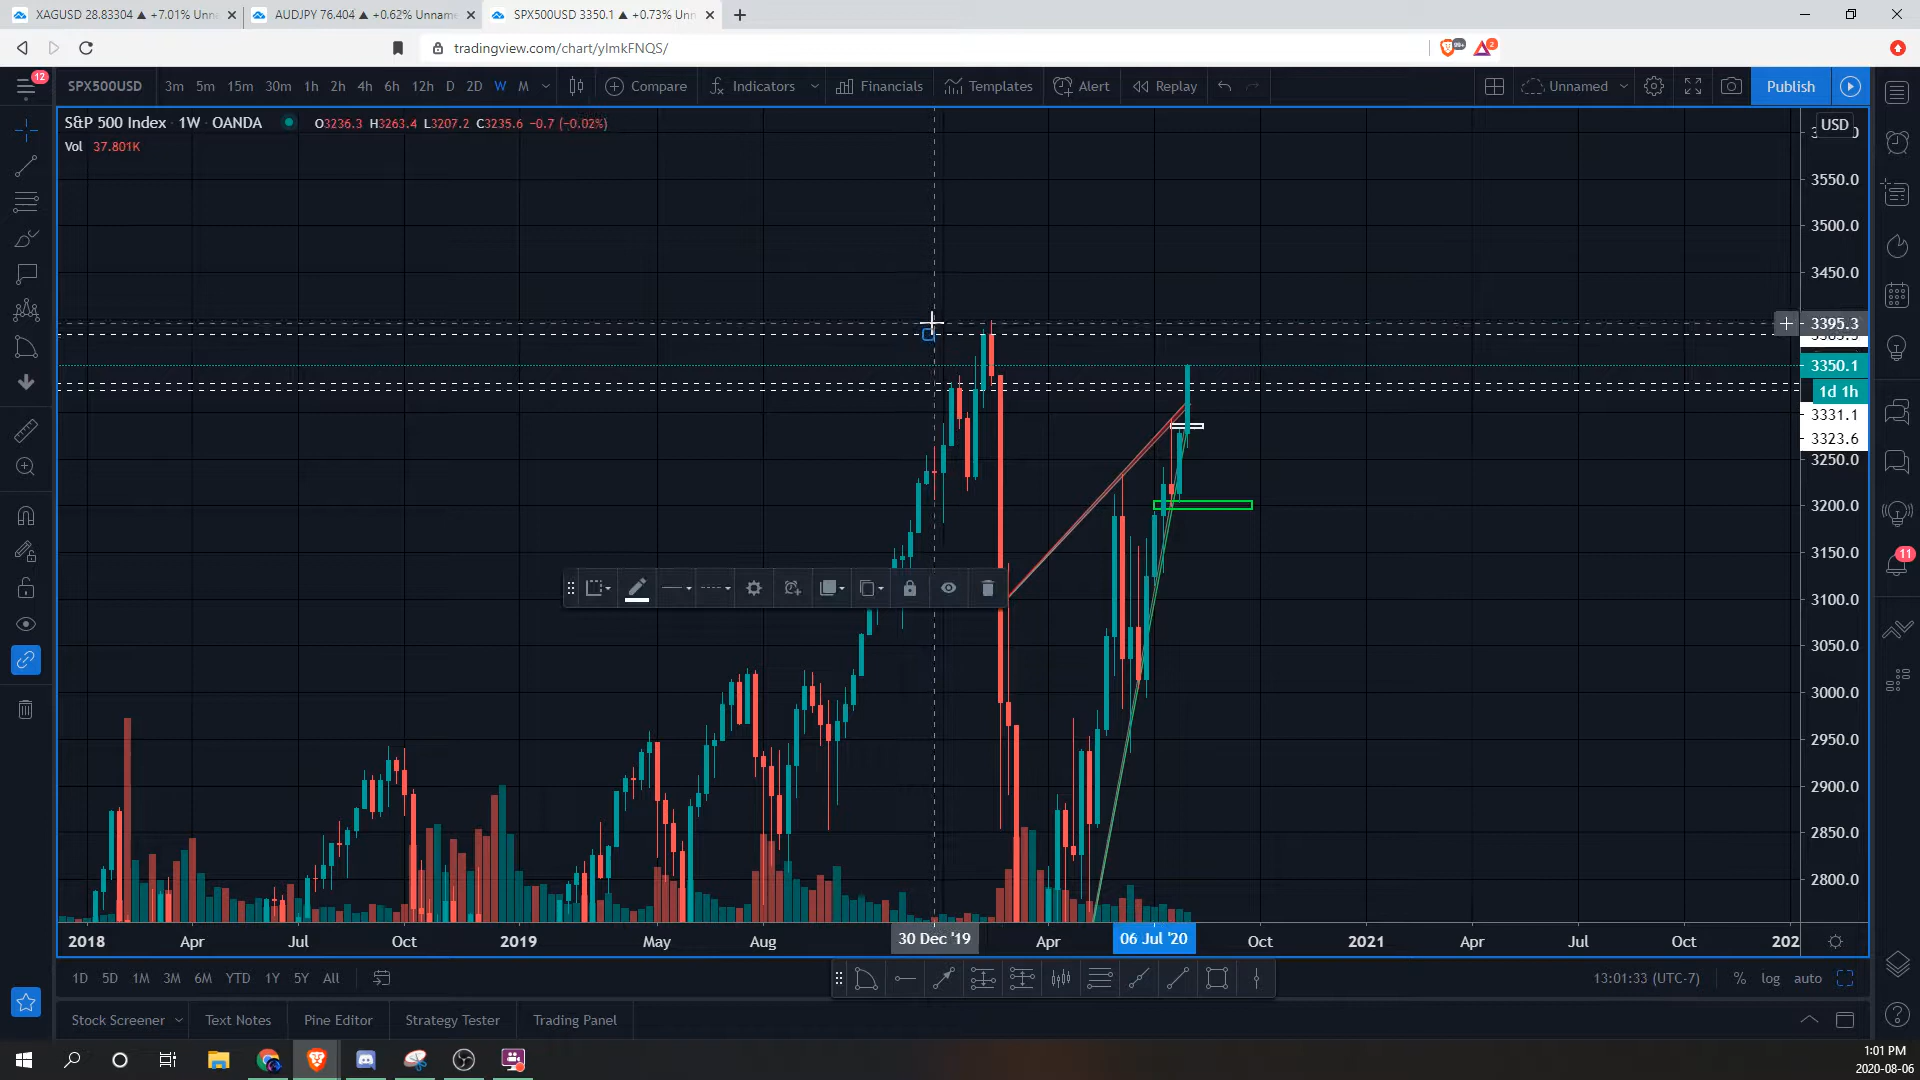 XAGUSD 28.83304 ▲ +7.01% Unna
AUDJPY 76.404 ▲ +0.62% Unname
SPX500USD 3350.1 ▲ +0.73% Unn
tradingview.com/chart/ylmkFNQS/
99+
2
12
SPX500USD 3m 5m 15m 30m 1h 2h 4h 6h 12h D 2D W M Compare Indicators Financials Templates Alert Replay Unnamed Publish
S&P 500 Index · 1W · OANDA O3236.3 H3263.4 L3207.2 C3235.6 -0.7 (-0.02%)
Vol 37.801K
USD
3550.0
3500.0
3450.0
3395.3
3350.1
1d 1h
3331.1
3323.6
3250.0
3200.0
3150.0
3100.0
3050.0
3000.0
2950.0
2900.0
2850.0
2800.0
11
2018 Apr Jul Oct 2019 May Aug 30 Dec '19 Apr 06 Jul '20 Oct 2021 Apr Jul Oct 202
1D 5D 1M 3M 6M YTD 1Y 5Y All
13:01:33 (UTC-7) % log auto
Stock Screener Text Notes Pine Editor Strategy Tester Trading Panel
1:01 PM
2020-08-06